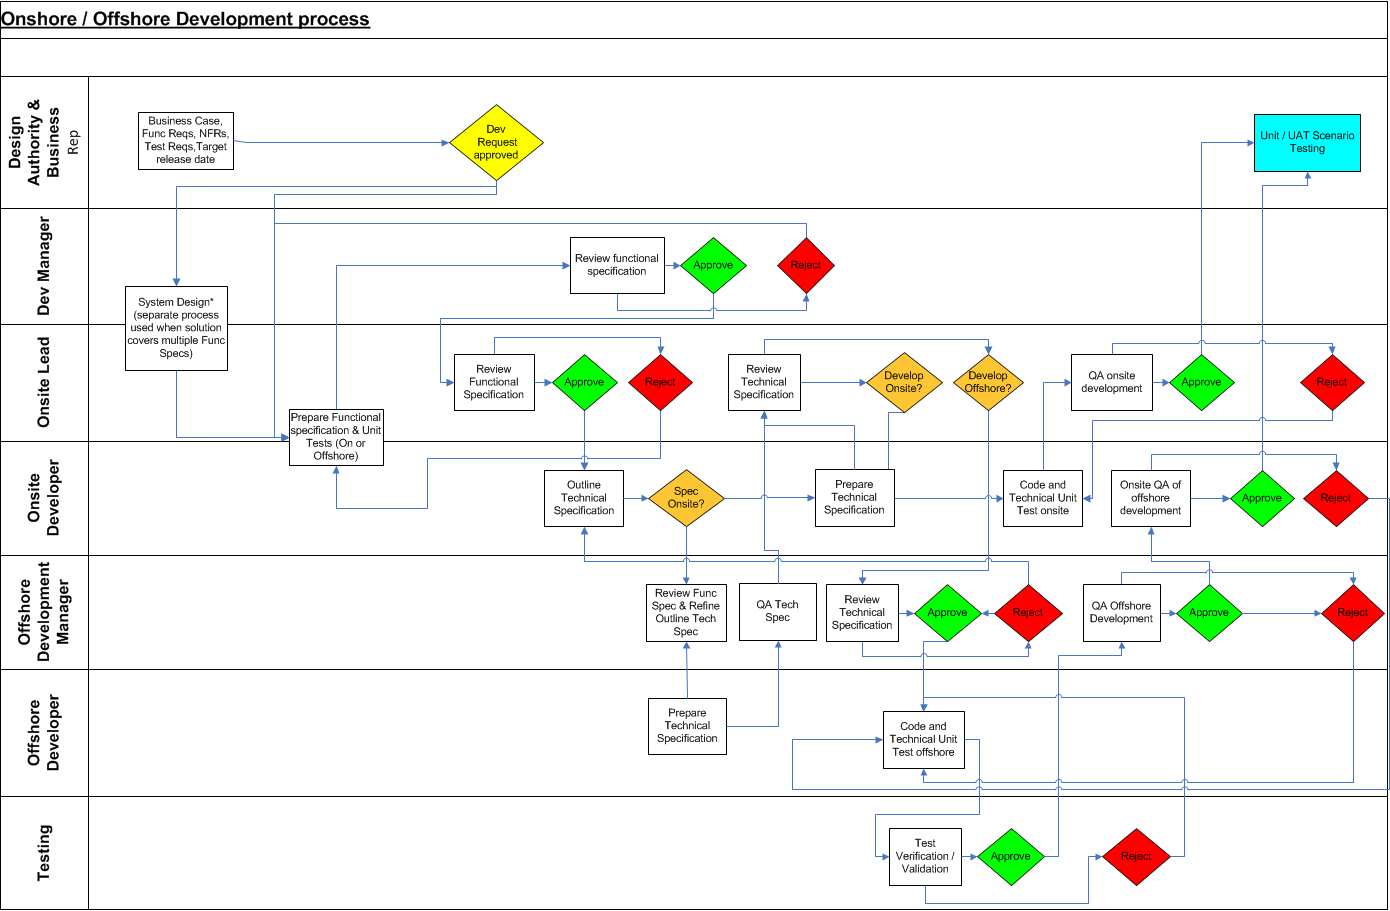 Onshore / Offshore Development process
Design
Authority &
Business
Rep
Business Case,
Func Reqs, NFRs,
Test Reqs,Target
release date
Dev
Request
approved
Unit / UAT Scenario
Testing
Dev Manager
System Design*
(separate process
used when solution
covers multiple Func
Specs)
Review functional
specification
Approve
Reject
Onsite Lead
Prepare Functional
specification & Unit
Tests (On or
Offshore)
Review
Functional
Specification
Approve
Reject
Review
Technical
Specification
Develop
Onsite?
Develop
Offshore?
QA onsite
development
Approve
Reject
Onsite
Developer
Outline
Technical
Specification
Spec
Onsite?
Prepare
Technical
Specification
Code and
Technical Unit
Test onsite
Onsite QA of
offshore
development
Approve
Reject
Offshore
Development
Manager
Review Func
Spec & Refine
Outline Tech
Spec
QA Tech
Spec
Review
Technical
Specification
Approve
Reject
QA Offshore
Development
Approve
Reject
Offshore
Developer
Prepare
Technical
Specification
Code and
Technical Unit
Test offshore
Testing
Test
Verification /
Validation
Approve
Reject